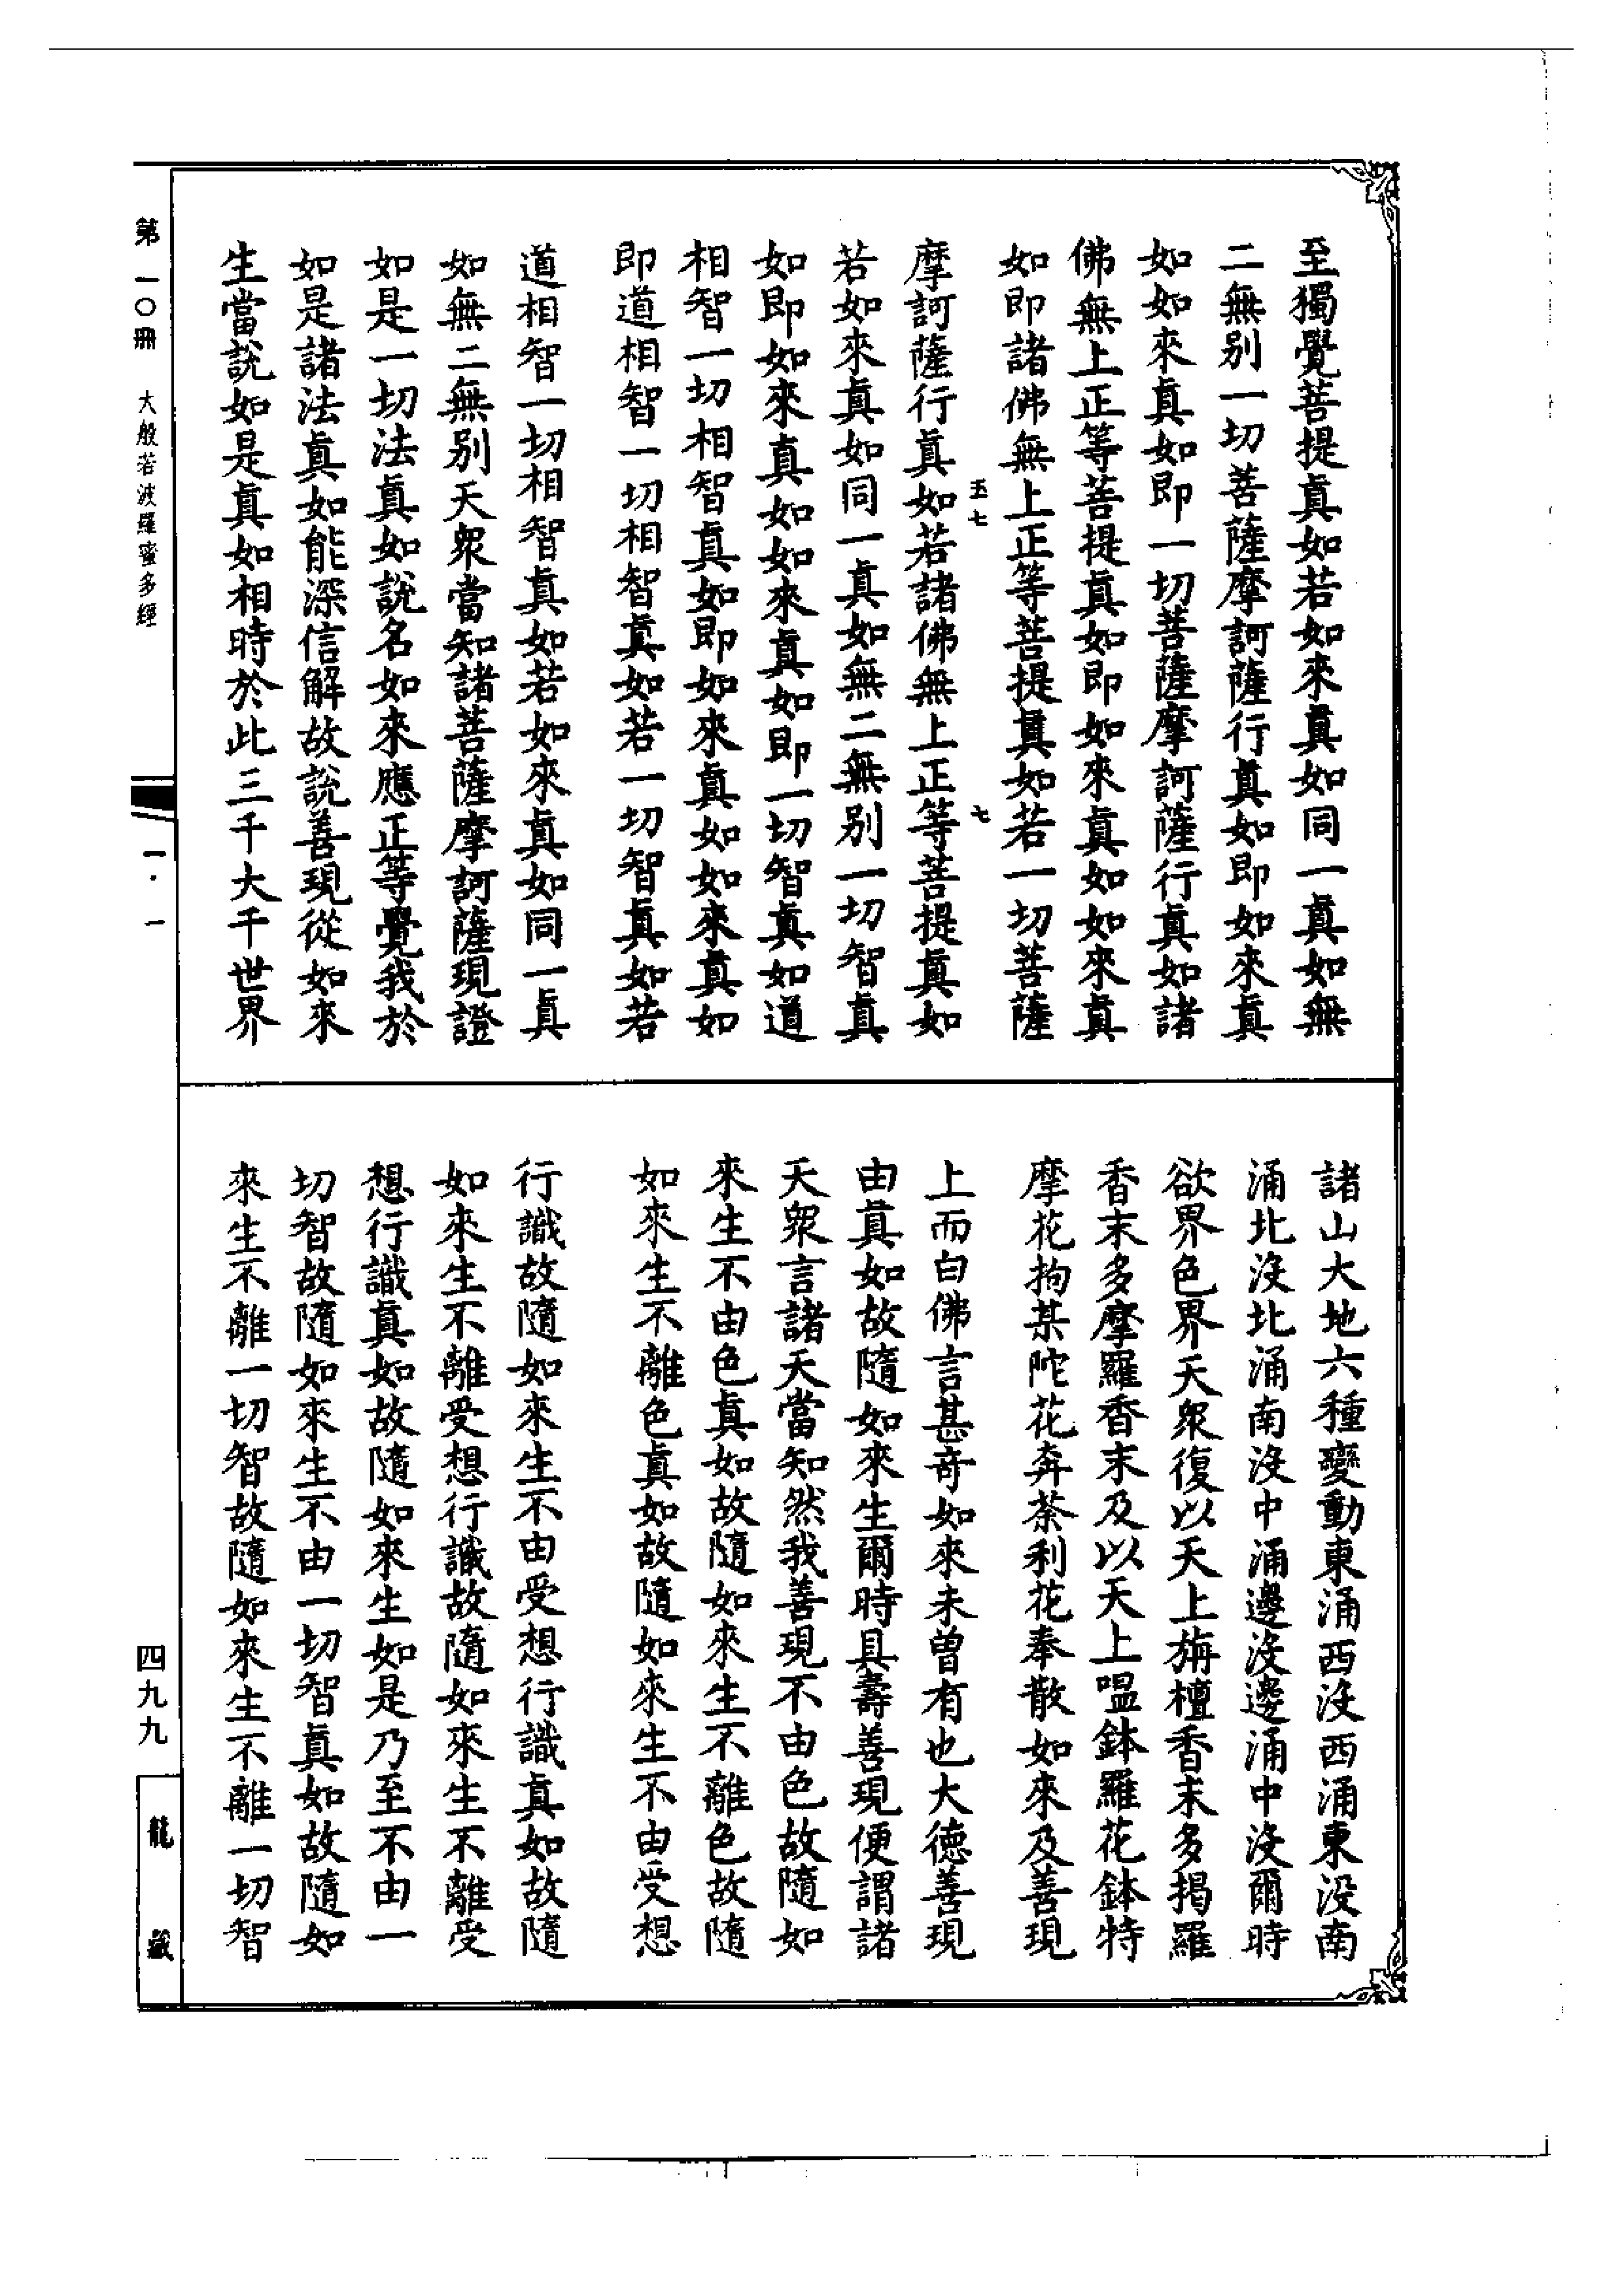 至獨覺菩提真如若如來真如同一真如無
二無别一切菩薩摩訶薩行真如即如來真
如如來真如即一切菩薩摩訶薩行真如諸
佛無上正等菩提真如即如來真如如來真
如即諸佛無上正等菩提真如若一切菩薩
五七
七
摩訶薩行真如若諸佛無上正等菩提真如
若如來真如同一真如無二無别一切智真
如即如來真如如來真如即一切智真如道
相智一切相智真如即如來真如如來真如
即道相智一切相智真如若一切智真如若
道相智一切相智真如若如來真如同一真
如無二無别天衆當知諸菩薩摩訶薩現證
如是一切法真如說名如來應正等覺我於
如是諸法真如能深信解故說善現從如來
生當說如是真如相時於此三千大千世界
諸山大地六種變動東涌西沒西涌東沒南
涌北沒北涌南沒中涌邊沒邊涌中沒爾時
欲界色界天衆復以天上旃檀香末多揭羅
香末多摩羅香末及以天上嗢鉢羅花鉢特
摩花拘某陀花奔荼利花奉散如來及善現
上而白佛言甚奇如來未曾有也大德善現
由真如故隨如來生爾時具壽善現便謂諸
天衆言諸天當知然我善現不由色故隨如
來生不由色真如故隨如來生不離色故隨
如來生不離色真如故隨如來生不由受想
行識故隨如來生不由受想行識真如故隨
如來生不離受想行識故隨如來生不離受
想行識真如故隨如來生如是乃至不由一
切智故隨如來生不由一切智真如故隨如
來生不離一切智故隨如來生不離一切智
第一〇冊 大般若波羅蜜多經
一·一
四九九
龍藏